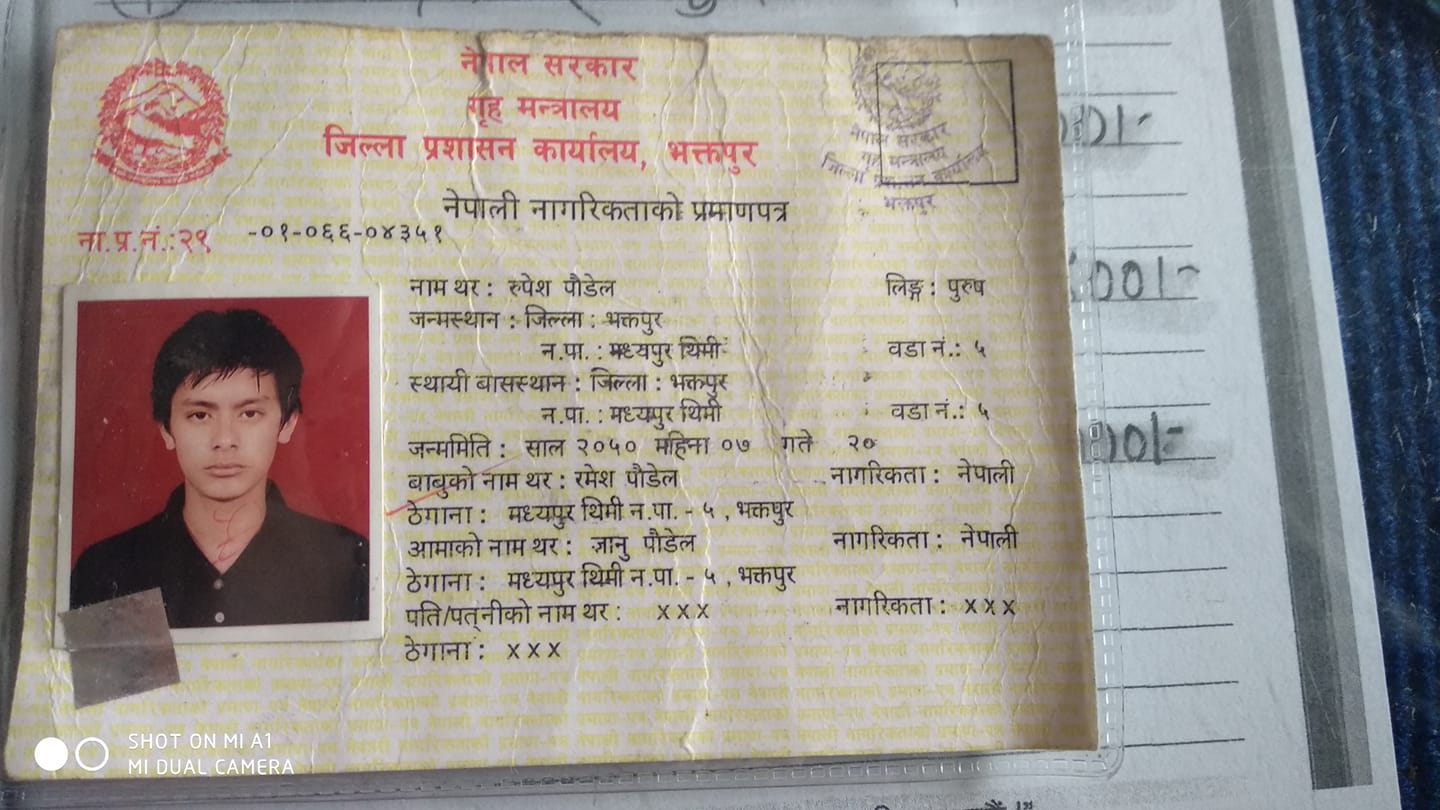 नेपाल सरकार
गृह मन्त्रालय
जिल्ला प्रशासन कार्यालय, भक्तपुर
नेपाल सरकार
गृह मन्त्रालय
जिल्ला प्रशासन कार्यालय
भक्तपुर
नेपाली नागरिकताको प्रमाणपत्र
ना.प्र.नं.:२९ -०१-०६६-०४३५१
नाम थर : रुपेश पौडेल लिङ्ग : पुरुष
जन्मस्थान : जिल्ला : भक्तपुर
न.पा. : मध्यपुर थिमी वडा नं.: ५
स्थायी बासस्थान : जिल्ला : भक्तपुर
न.पा. : मध्यपुर थिमी वडा नं.: ५
जन्ममिति : साल २०५० महिना ०७ गते २०
बाबुको नाम थर : रमेश पौडेल नागरिकता : नेपाली
ठेगाना : मध्यपुर थिमी न.पा. - ५ , भक्तपुर
आमाको नाम थर : ज्ञानु पौडेल नागरिकता : नेपाली
ठेगाना : मध्यपुर थिमी न.पा. - ५ , भक्तपुर
पति/पत्नीको नाम थर : x x x नागरिकता : x x x
ठेगाना : x x x
SHOT ON MI A1
MI DUAL CAMERA